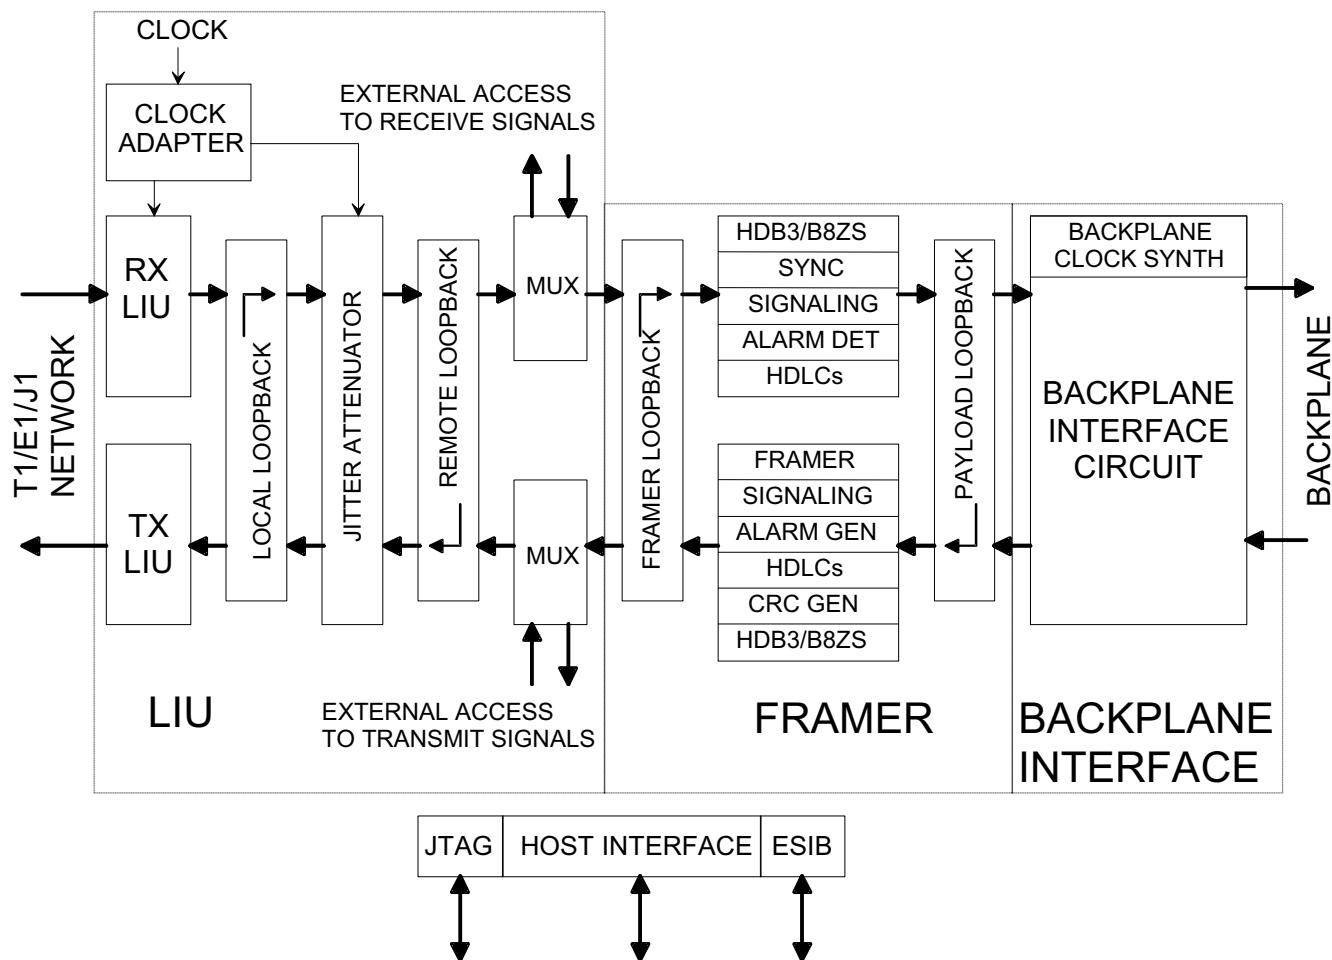 CLOCK
CLOCK
ADAPTER
EXTERNAL ACCESS
TO RECEIVE SIGNALS
RX
LIU
LOCAL LOOPBACK
JITTER ATTENUATOR
REMOTE LOOPBACK
MUX
FRAMER LOOPBACK
HDB3/B8ZS
SYNC
SIGNALING
ALARM DET
HDLCs
PAYLOAD LOOPBACK
BACKPLANE
CLOCK SYNTH
BACKPLANE
INTERFACE
CIRCUIT
T1/E1/J1
NETWORK
BACKPLANE
TX
LIU
MUX
FRAMER
SIGNALING
ALARM GEN
HDLCs
CRC GEN
HDB3/B8ZS
EXTERNAL ACCESS
TO TRANSMIT SIGNALS
LIU
FRAMER
BACKPLANE
INTERFACE
JTAG
HOST INTERFACE
ESIB